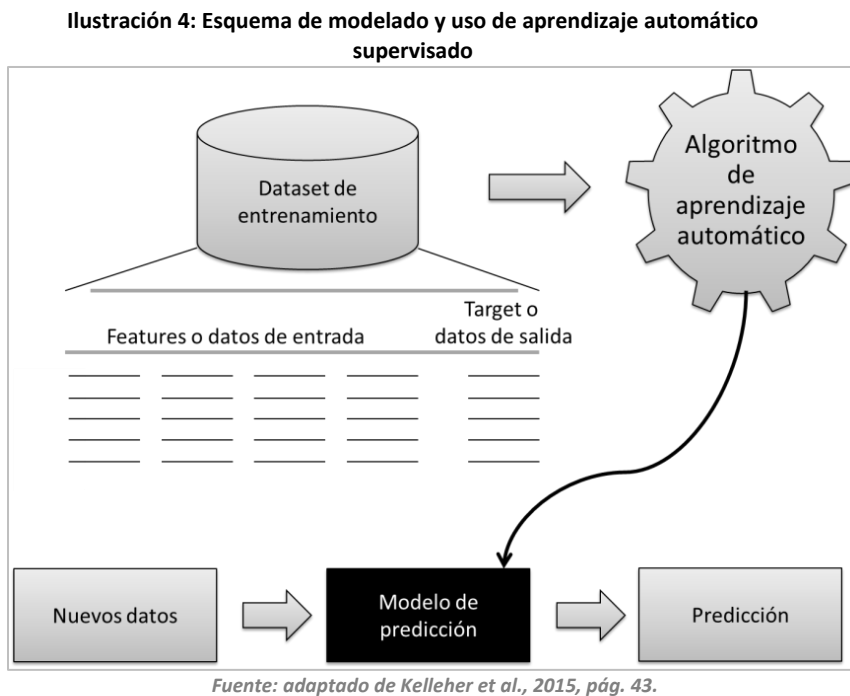 Ilustración 4: Esquema de modelado y uso de aprendizaje automático
supervisado
Dataset de
entrenamiento
Algoritmo
de
aprendizaje
automático
Features o datos de entrada
Target o
datos de salida
Nuevos datos
Modelo de
predicción
Predicción
Fuente: adaptado de Kelleher et al., 2015, pág. 43.